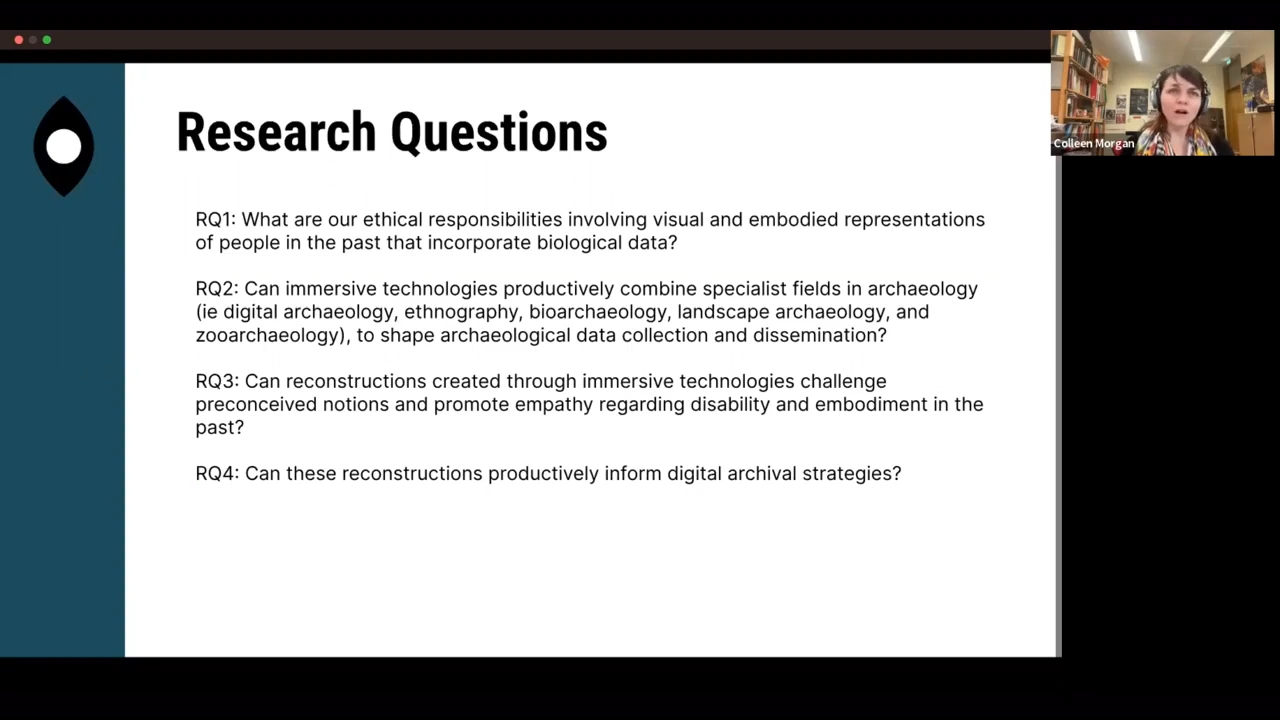 Research Questions
Colleen Morgan
RQ1: What are our ethical responsibilities involving visual and embodied representations
of people in the past that incorporate biological data?
RQ2: Can immersive technologies productively combine specialist fields in archaeology
(ie digital archaeology, ethnography, bioarchaeology, landscape archaeology, and
zooarchaeology), to shape archaeological data collection and dissemination?
RQ3: Can reconstructions created through immersive technologies challenge
preconceived notions and promote empathy regarding disability and embodiment in the
past?
RQ4: Can these reconstructions productively inform digital archival strategies?